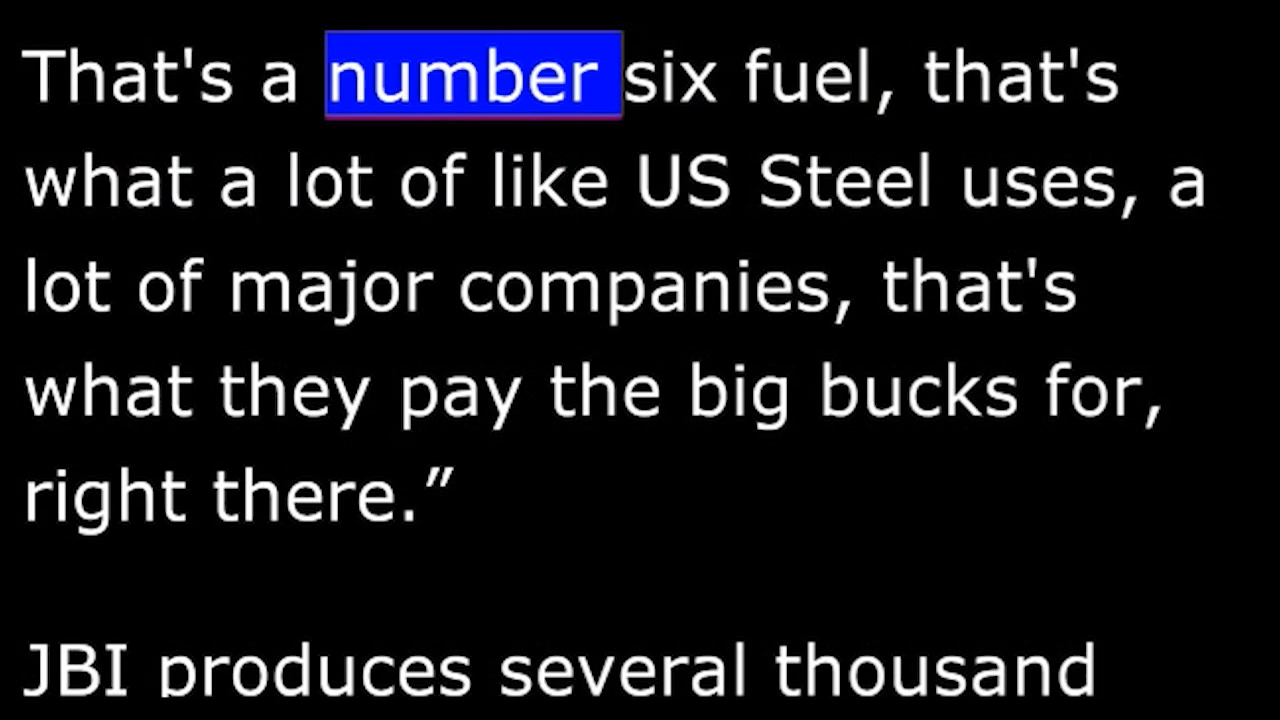 That's a number six fuel, that's
what a lot of like US Steel uses, a
lot of major companies, that's
what they pay the big bucks for,
right there.”
JBI produces several thousand